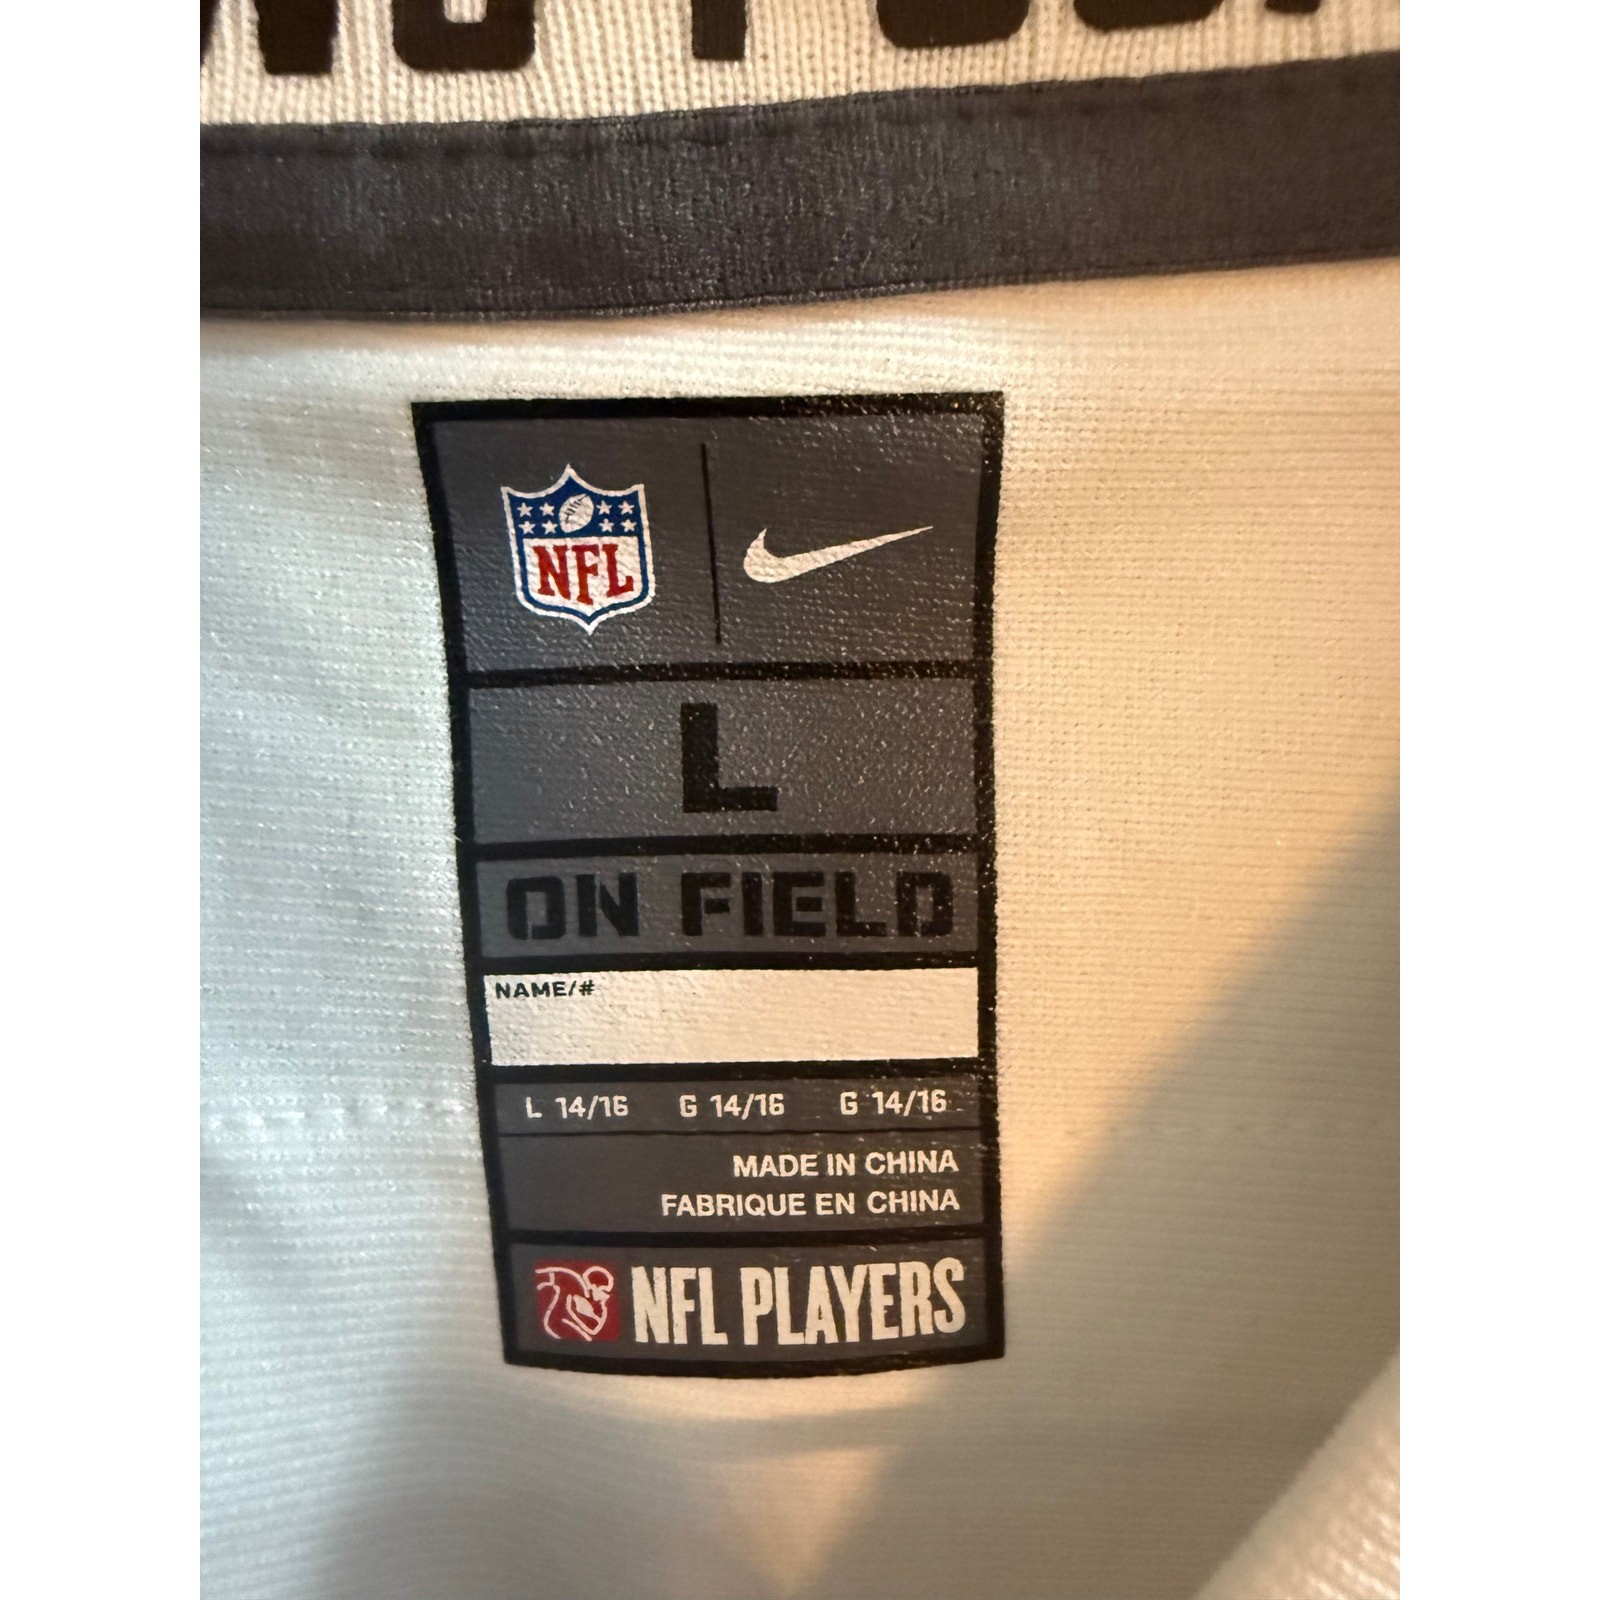 NFL
L
ON FIELD
NAME/#
L 14/16 G 14/16 G 14/16
MADE IN CHINA
FABRIQUE EN CHINA
NFL PLAYERS